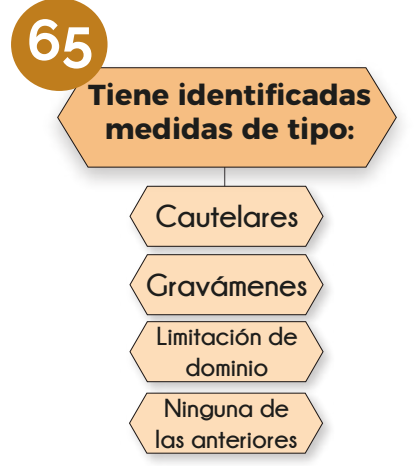 65
Tiene identificadas
medidas de tipo:
Cautelares
Gravámenes
Limitación de
dominio
Ninguna de
las anteriores